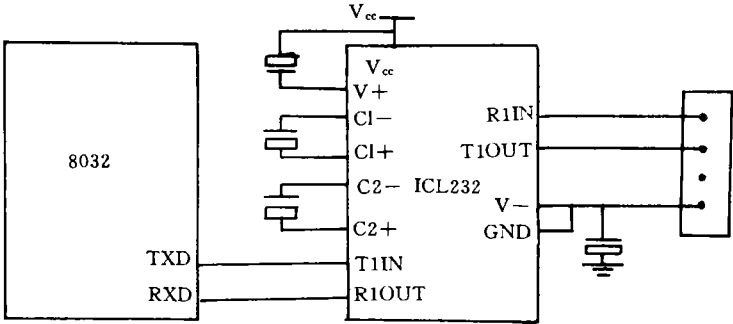 Vcc
Vcc
V+
C1−
C1+
C2−
C2+
T1IN
R1OUT
ICL232
R1IN
T1OUT
V−
GND
8032
TXD
RXD